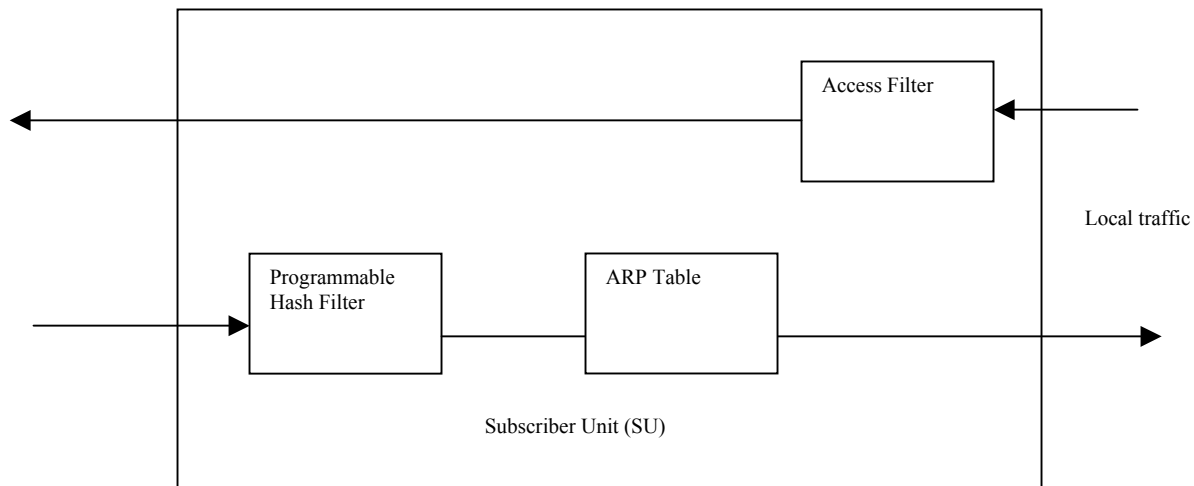 Access Filter
Local traffic
Programmable
Hash Filter
ARP Table
Subscriber Unit (SU)